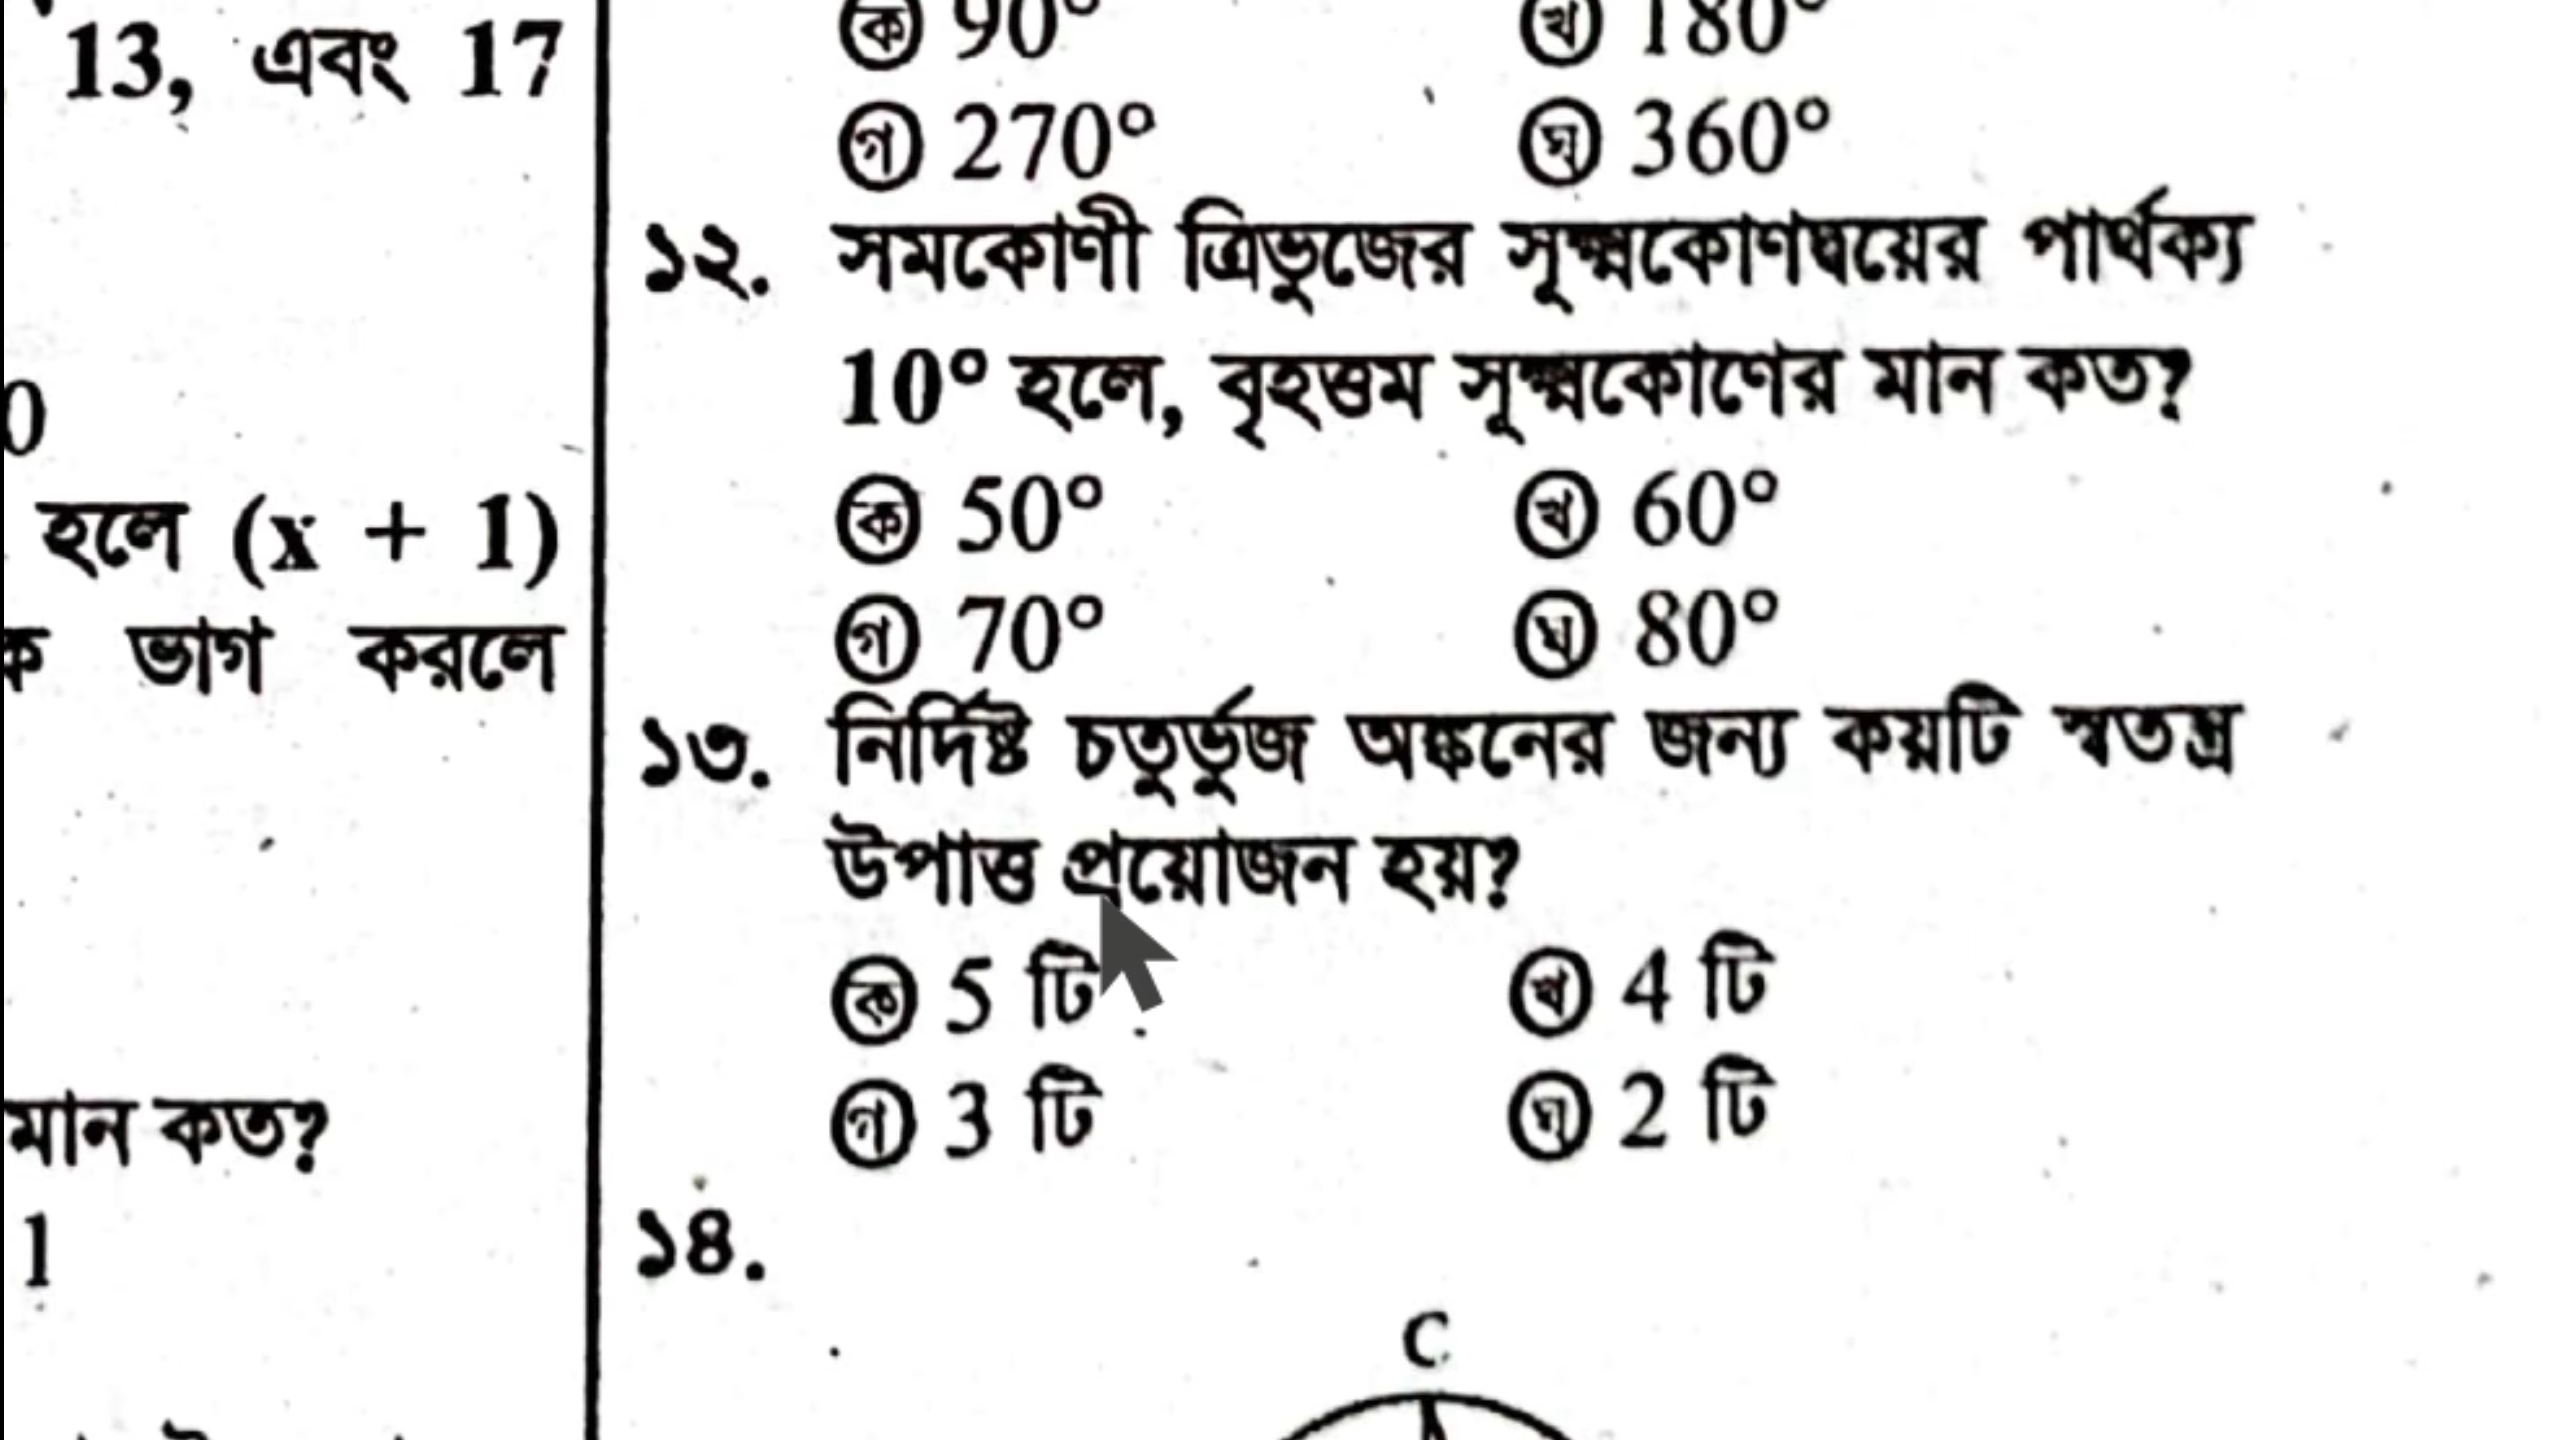 13, এবং 17
0
হলে (x + 1)
ক ভাগ করলে
মান কত?
1
ক 90°
খ 180°
গ 270°
ঘ 360°
১২. সমকোণী ত্রিভুজের সূক্ষ্মকোণদ্বয়ের পার্থক্য
10° হলে, বৃহত্তম সূক্ষ্মকোণের মান কত?
ক 50°
খ 60°
গ 70°
ঘ 80°
১৩. নির্দিষ্ট চতুর্ভুজ অঙ্কনের জন্য কয়টি স্বতন্ত্র
উপাত্ত প্রয়োজন হয়?
ক 5 টি
খ 4 টি
গ 3 টি
ঘ 2 টি
১৪.
C